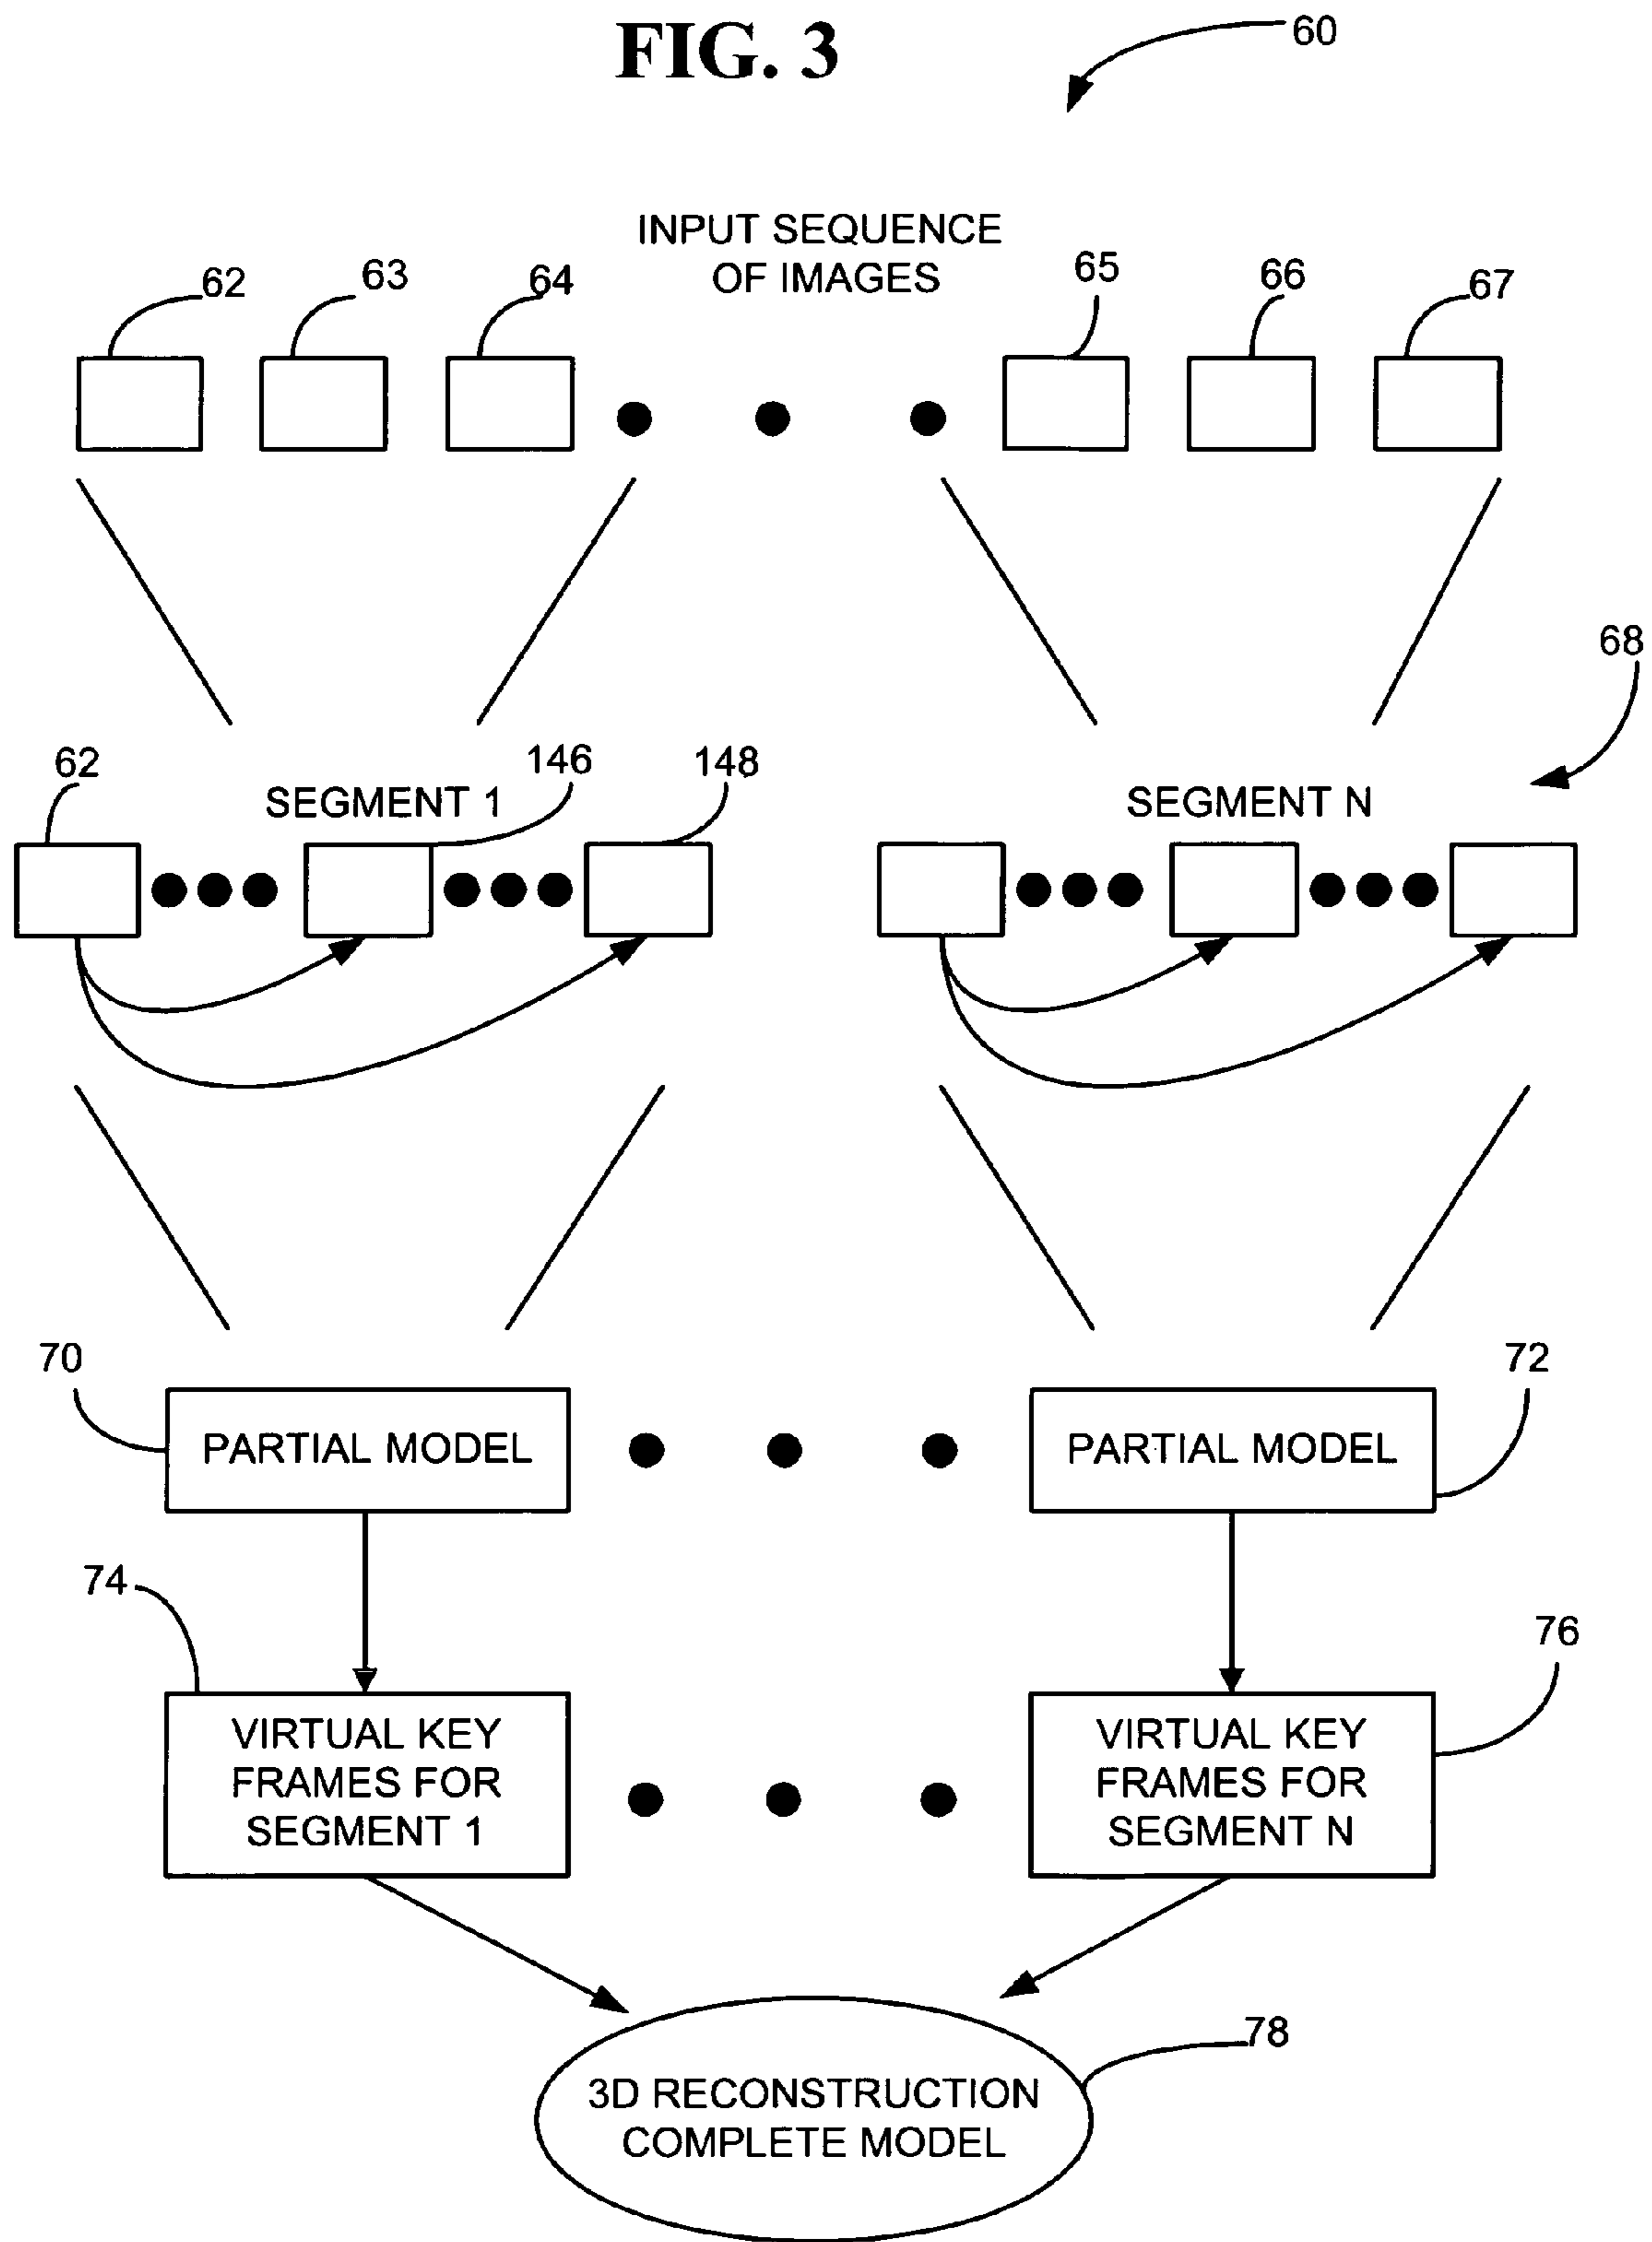 FIG. 3
60
INPUT SEQUENCE
OF IMAGES
62
63
64
65
66
67
68
62
SEGMENT 1
146
148
SEGMENT N
70
PARTIAL MODEL
PARTIAL MODEL
72
74
VIRTUAL KEY
FRAMES FOR
SEGMENT 1
VIRTUAL KEY
FRAMES FOR
SEGMENT N
76
3D RECONSTRUCTION
COMPLETE MODEL
78